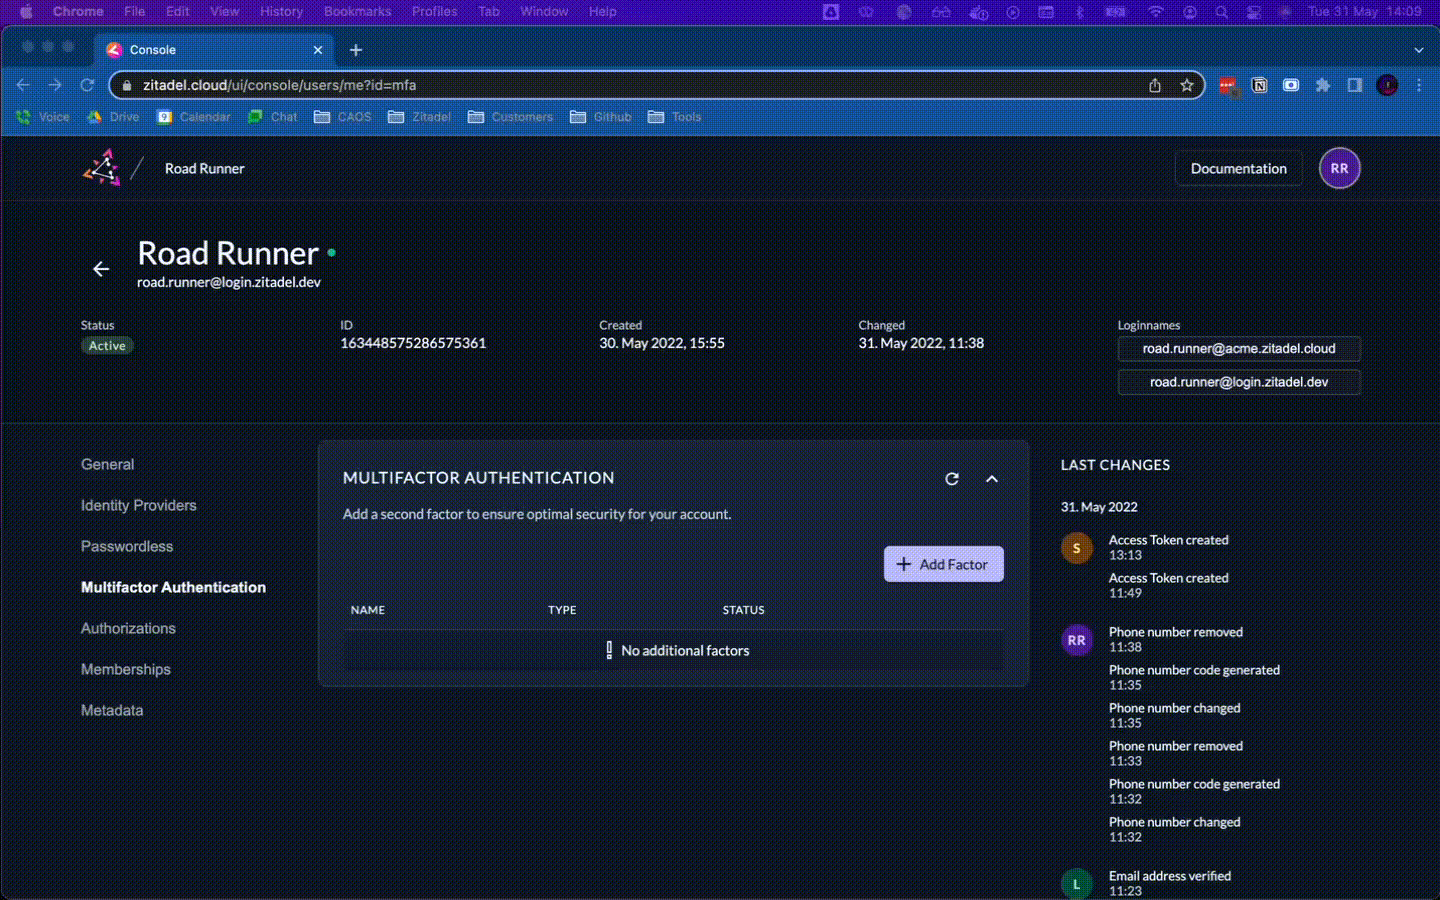 Chrome File Edit View History Bookmarks Profiles Tab Window Help Tue 31 May 14:09
Console
zitadel.cloud/ui/console/users/me?id=mfa
Voice Drive 9 Calendar Chat CAOS Zitadel Customers Github Tools
Road Runner Documentation RR
Road Runner
road.runner@login.zitadel.dev
Status ID Created Changed Loginnames
Active 163448575286575361 30. May 2022, 15:55 31. May 2022, 11:38 road.runner@acme.zitadel.cloud
road.runner@login.zitadel.dev
General
Identity Providers
Passwordless
Multifactor Authentication
Authorizations
Memberships
Metadata
MULTIFACTOR AUTHENTICATION
Add a second factor to ensure optimal security for your account.
Add Factor
NAME TYPE STATUS
No additional factors
LAST CHANGES
31. May 2022
S Access Token created
13:13
Access Token created
11:49
RR Phone number removed
11:38
Phone number code generated
11:35
Phone number changed
11:35
Phone number removed
11:33
Phone number code generated
11:32
Phone number changed
11:32
L Email address verified
11:23